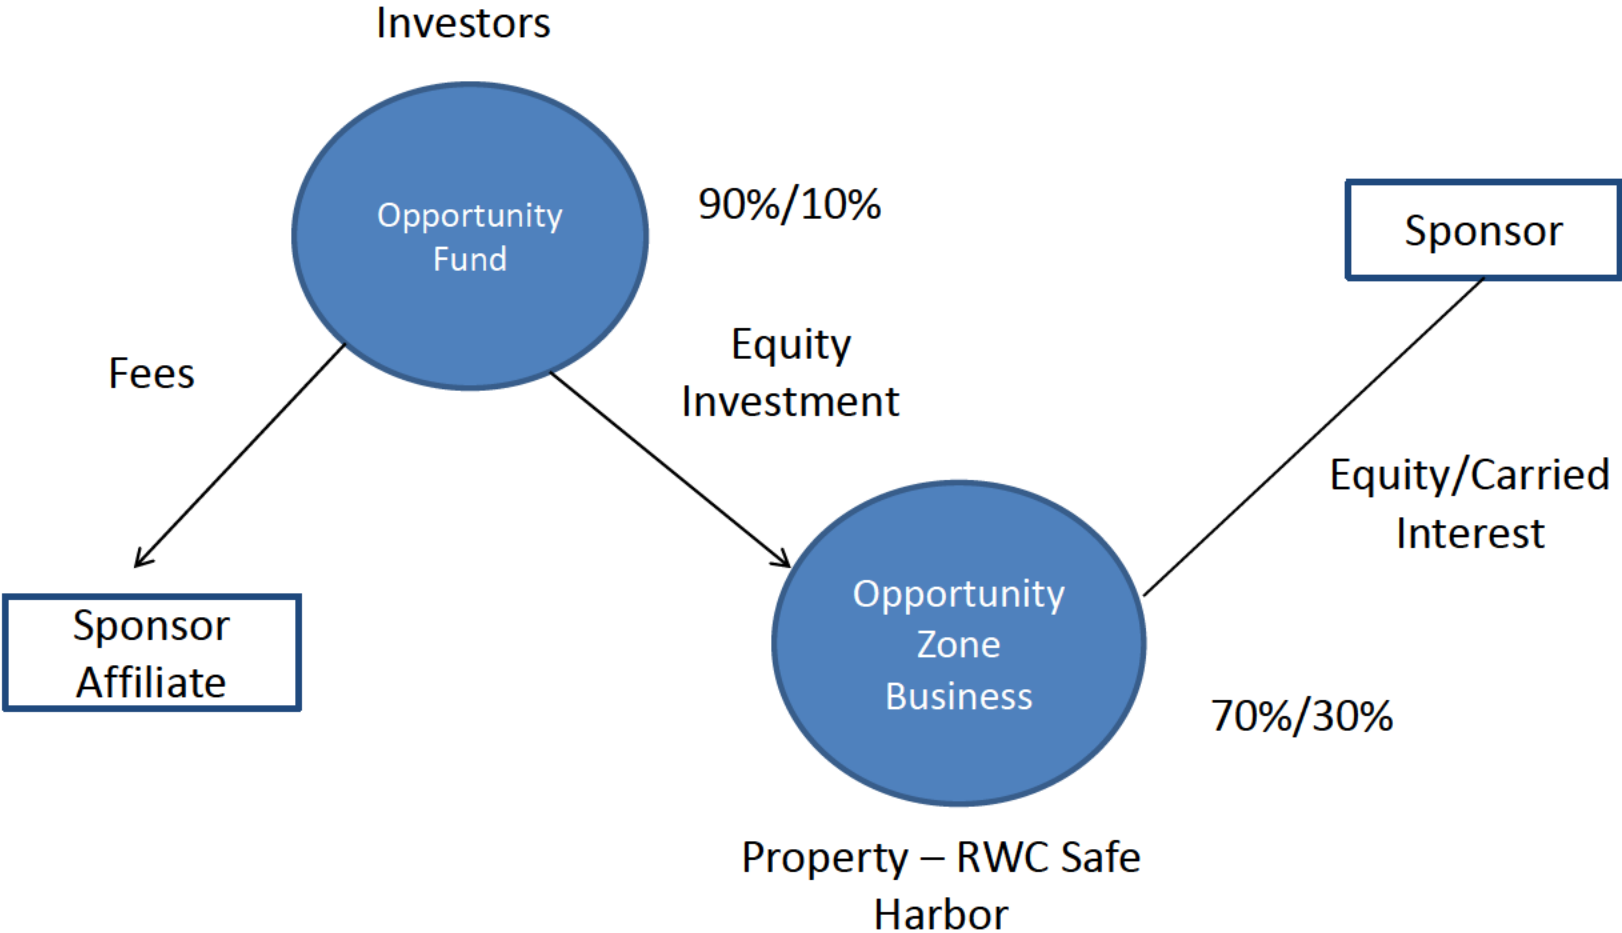 Investors
Opportunity
Fund
90%/10%
Sponsor
Fees
Equity
Investment
Equity/Carried
Interest
Sponsor
Affiliate
Opportunity
Zone
Business
70%/30%
Property – RWC Safe
Harbor